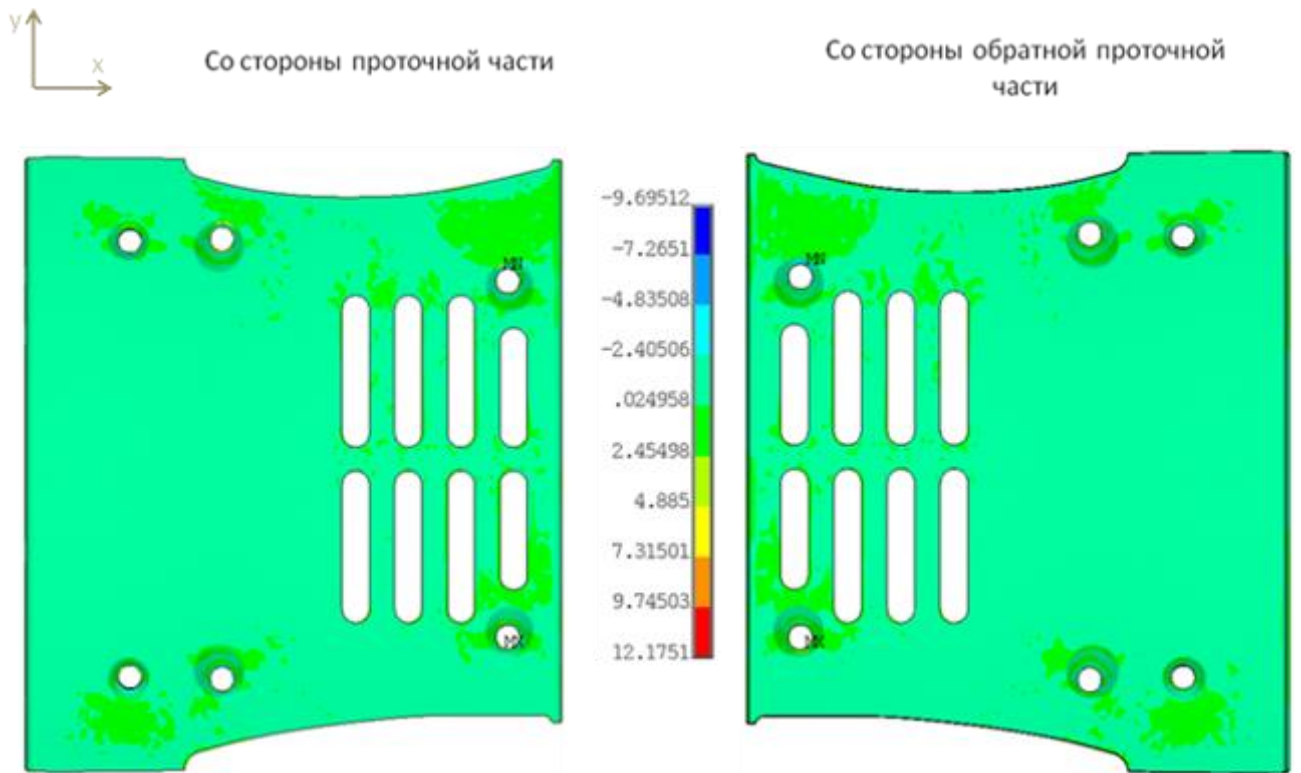 y
x
Со стороны проточной части
Со стороны обратной проточной
части
-9.69512
-7.2651
-4.83508
-2.40506
.024958
2.45498
4.885
7.31501
9.74503
12.1751
MN
MX
MN
MX